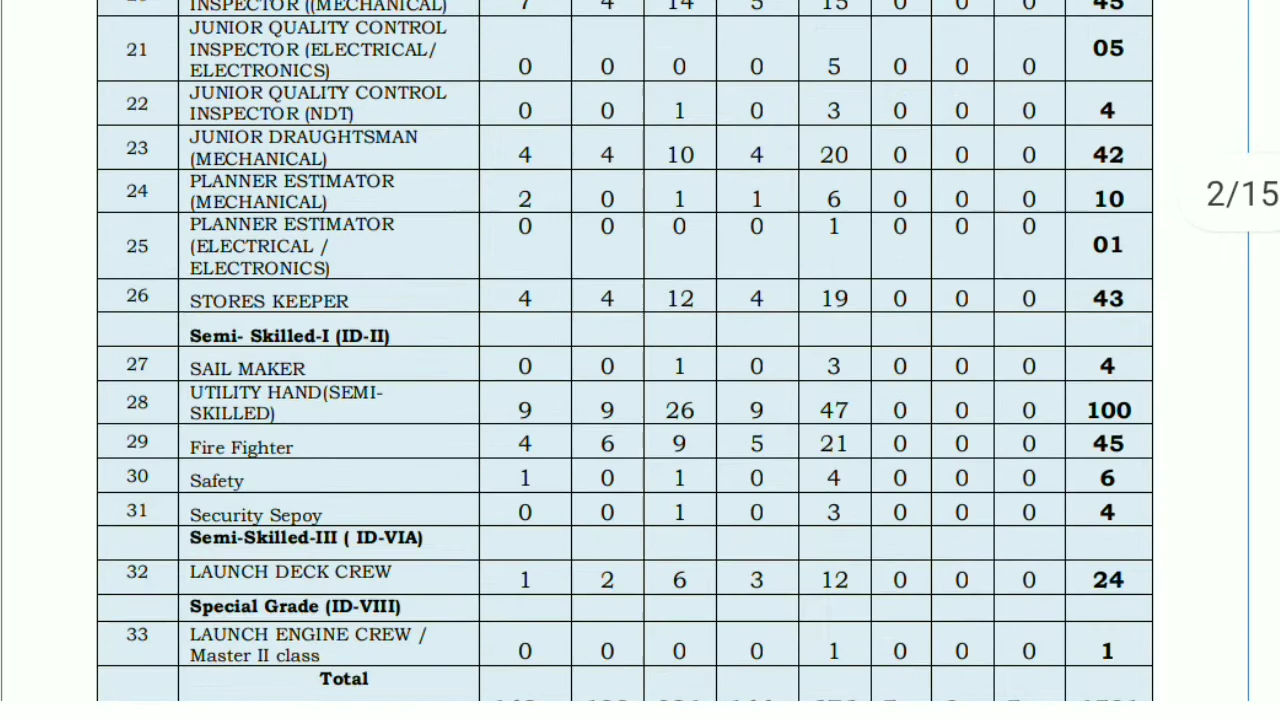 INSPECTOR ((MECHANICAL) 7 4 14 5 15 0 0 0 45
21 JUNIOR QUALITY CONTROL INSPECTOR (ELECTRICAL/ ELECTRONICS) 0 0 0 0 5 0 0 0 05
22 JUNIOR QUALITY CONTROL INSPECTOR (NDT) 0 0 1 0 3 0 0 0 4
23 JUNIOR DRAUGHTSMAN (MECHANICAL) 4 4 10 4 20 0 0 0 42
24 PLANNER ESTIMATOR (MECHANICAL) 2 0 1 1 6 0 0 0 10
2/15
25 PLANNER ESTIMATOR (ELECTRICAL / ELECTRONICS) 0 0 0 0 1 0 0 0 01
26 STORES KEEPER 4 4 12 4 19 0 0 0 43
Semi- Skilled-I (ID-II)
27 SAIL MAKER 0 0 1 0 3 0 0 0 4
28 UTILITY HAND(SEMI-SKILLED) 9 9 26 9 47 0 0 0 100
29 Fire Fighter 4 6 9 5 21 0 0 0 45
30 Safety 1 0 1 0 4 0 0 0 6
31 Security Sepoy 0 0 1 0 3 0 0 0 4
Semi-Skilled-III ( ID-VIA)
32 LAUNCH DECK CREW 1 2 6 3 12 0 0 0 24
Special Grade (ID-VIII)
33 LAUNCH ENGINE CREW / Master II class 0 0 0 0 1 0 0 0 1
Total